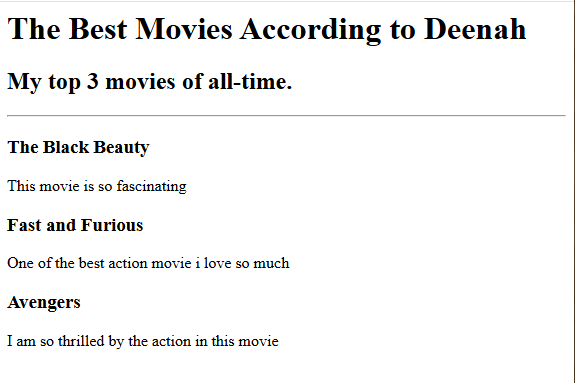 The Best Movies According to Deenah
My top 3 movies of all-time.
The Black Beauty
This movie is so fascinating
Fast and Furious
One of the best action movie i love so much
Avengers
I am so thrilled by the action in this movie